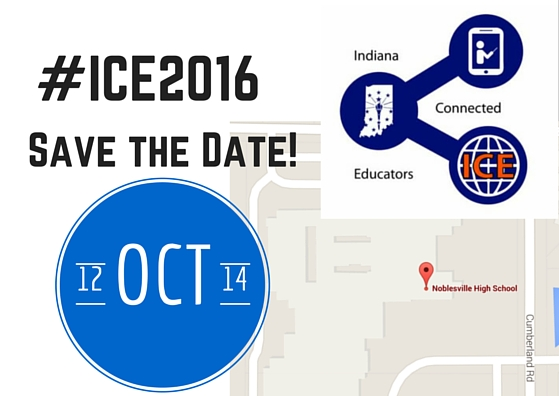 #ICE2016
SAVE THE DATE!
12 OCT 14
Indiana
Connected
Educators
ICE
Noblesville High School
Cumberland Rd